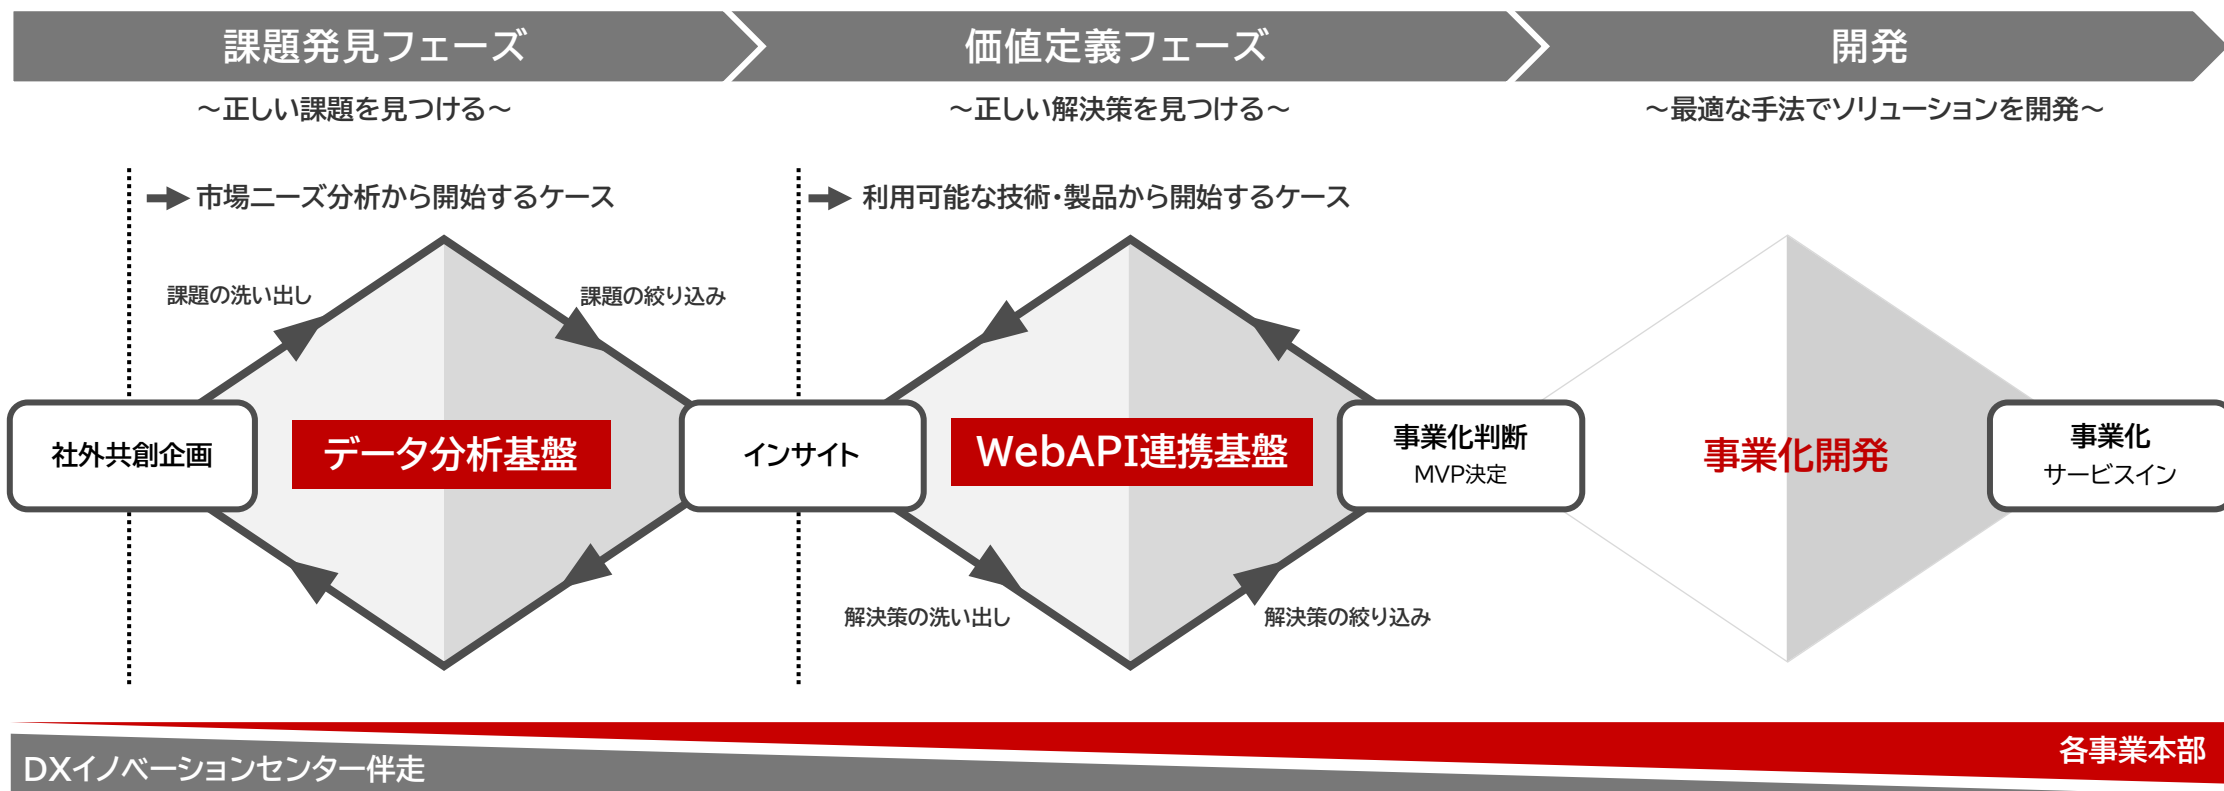 課題発見フェーズ
価値定義フェーズ
開発
～正しい課題を見つける～
～正しい解決策を見つける～
～最適な手法でソリューションを開発～
市場ニーズ分析から開始するケース
利用可能な技術・製品から開始するケース
課題の洗い出し
課題の絞り込み
社外共創企画
データ分析基盤
インサイト
WebAPI連携基盤
事業化判断
MVP決定
事業化開発
事業化
サービスイン
解決策の洗い出し
解決策の絞り込み
各事業本部
DXイノベーションセンター伴走